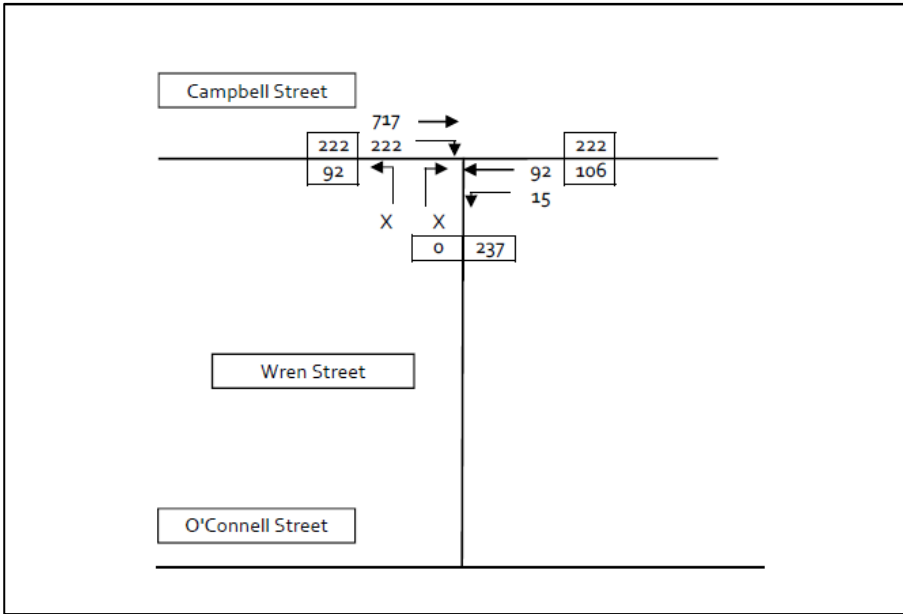 Campbell Street
717
222 222 222
92 92 106
15
X X
0 237
Wren Street
O'Connell Street